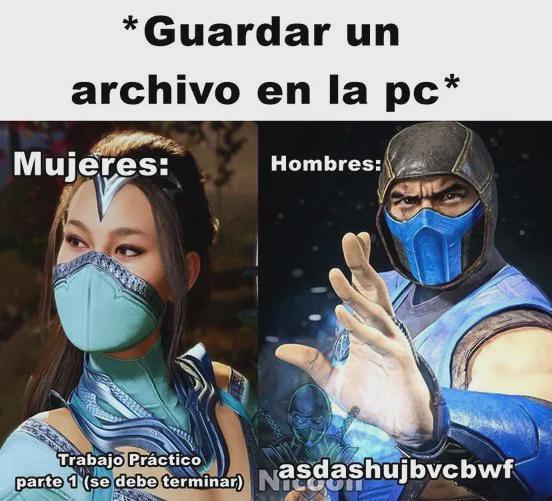 *Guardar un
archivo en la pc*
Mujeres:
Hombres:
Trabajo Práctico
parte 1 (se debe terminar)
asdashujbvcbwf